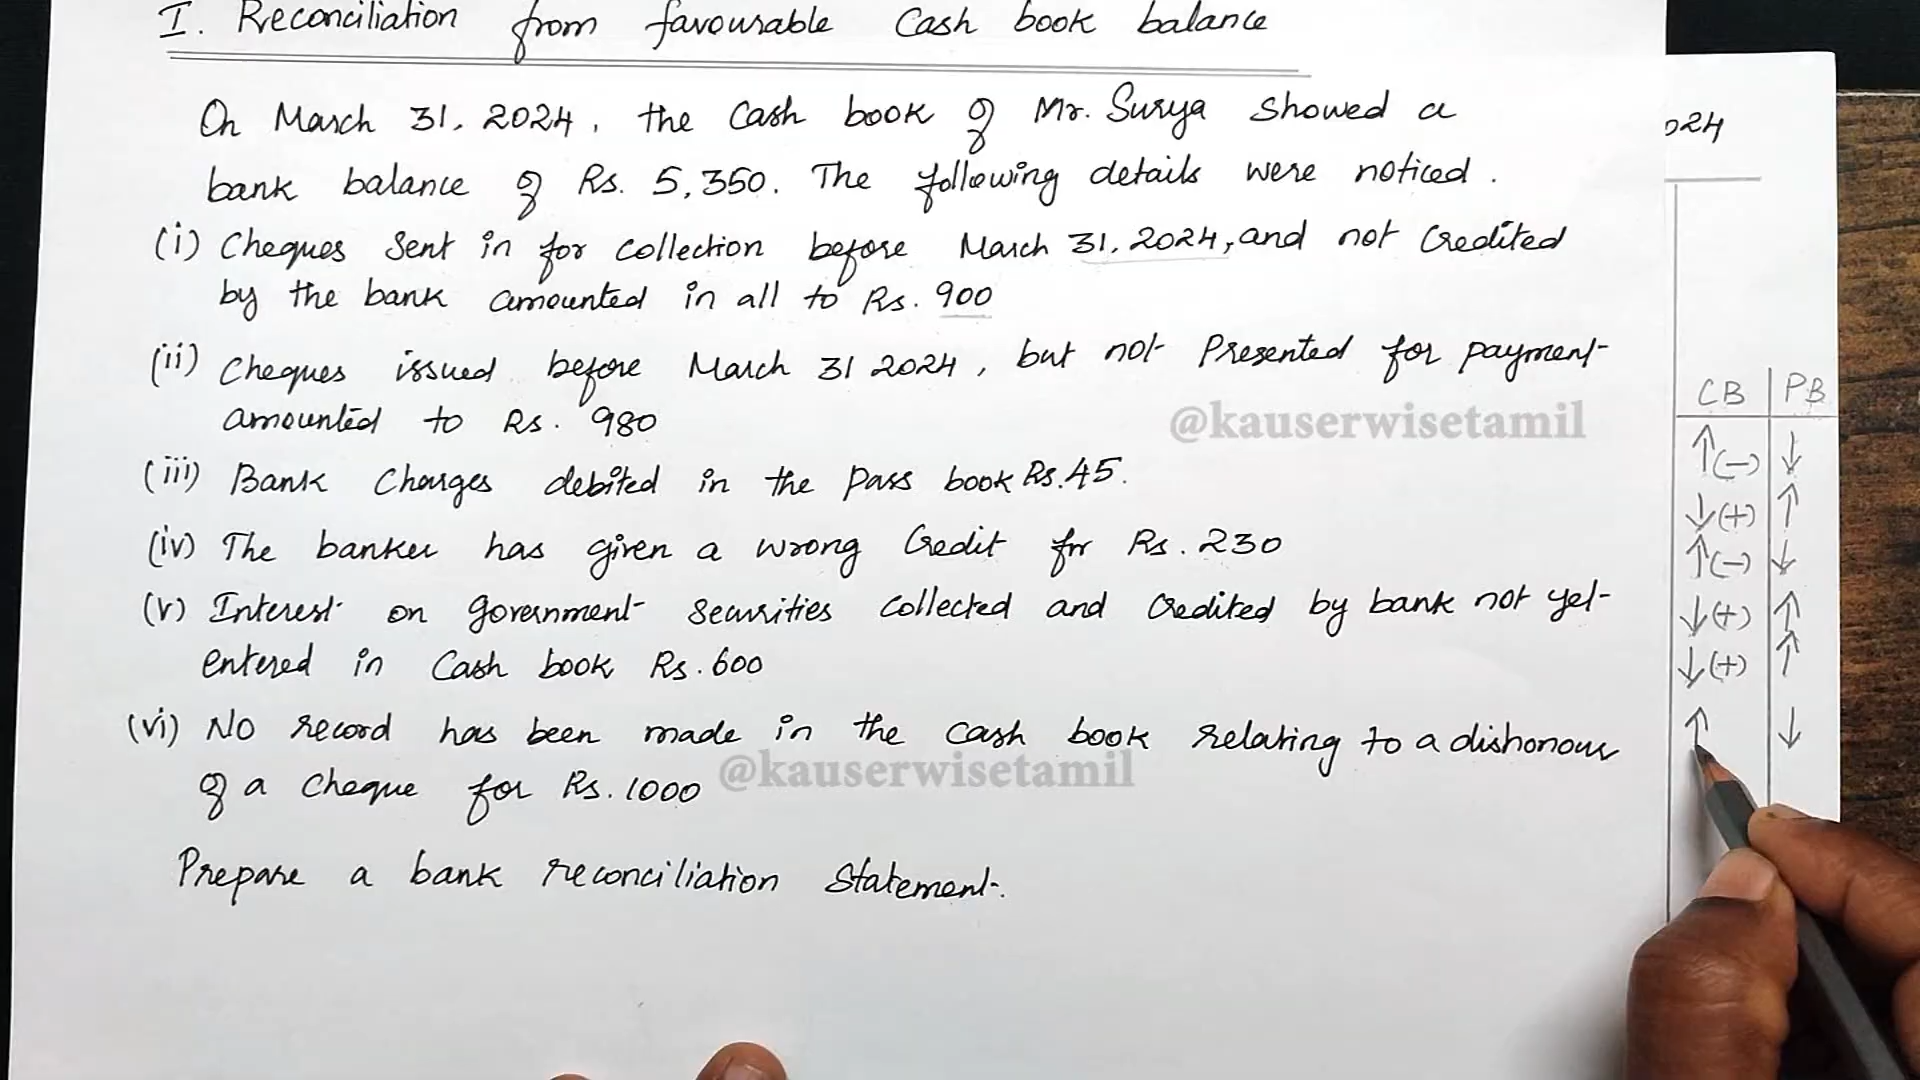 I. Reconciliation from favourable Cash book balance
On March 31. 2024, the Cash book of Mr. Surya showed a
bank balance of Rs. 5,350. The following details were noticed.
(i) Cheques sent in for collection before March 31, 2024, and not credited
by the bank amounted in all to Rs. 900
(ii) Cheques issued before March 31 2024, but not Presented for payment
amounted to Rs. 980
@kauserwisetamil
(iii) Bank Charges debited in the pass book Rs. 45.
(iv) The banker has given a wrong Credit for Rs. 230
(v) Interest on government securities collected and credited by bank not yet
entered in Cash book Rs. 600
(vi) No record has been made in the cash book relating to a dishonour
of a cheque for Rs. 1000
@kauserwisetamil
Prepare a bank reconciliation Statement.
024
CB PB
↑(-) ↓
↓(+) ↑
↑(-) ↓
↓(+) ↑
↓(+) ↑
↑ ↓